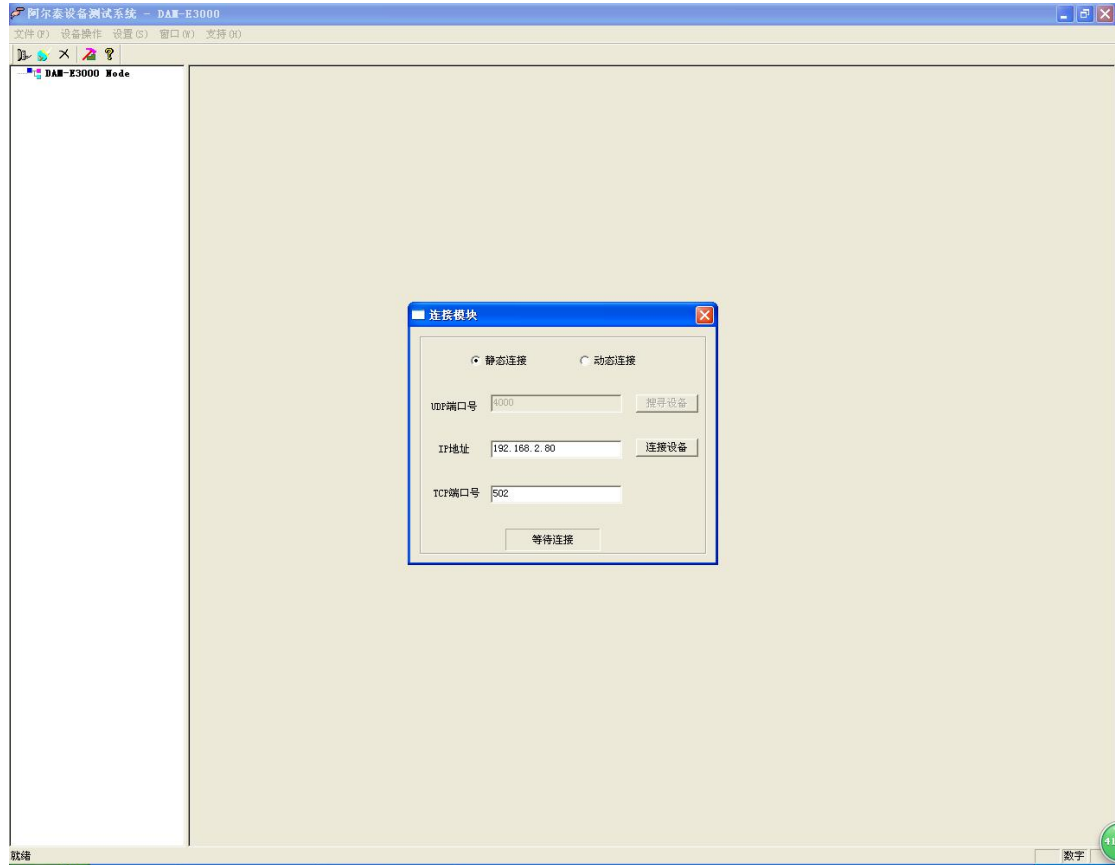 阿尔泰设备测试系统 - DAM-E3000
文件(F) 设备操作 设置(S) 窗口(W) 支持(H)
DAM-E3000 Node
连接模块
静态连接 动态连接
UDP端口号 4000 搜寻设备
IP地址 192.168.2.80 连接设备
TCP端口号 502
等待连接
就绪 数字